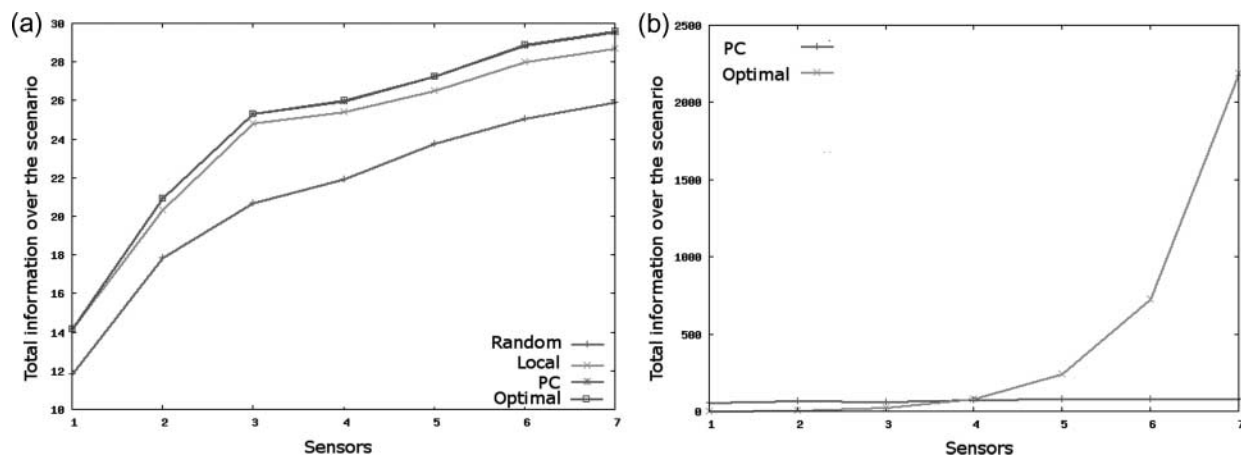 (a)
Total information over the scenario
30
28
26
24
22
20
18
16
14
12
10
1 2 3 4 5 6 7
Sensors
Random
Local
PC
Optimal
(b)
Total information over the scenario
2500
2000
1500
1000
500
0
1 2 3 4 5 6 7
Sensors
PC
Optimal